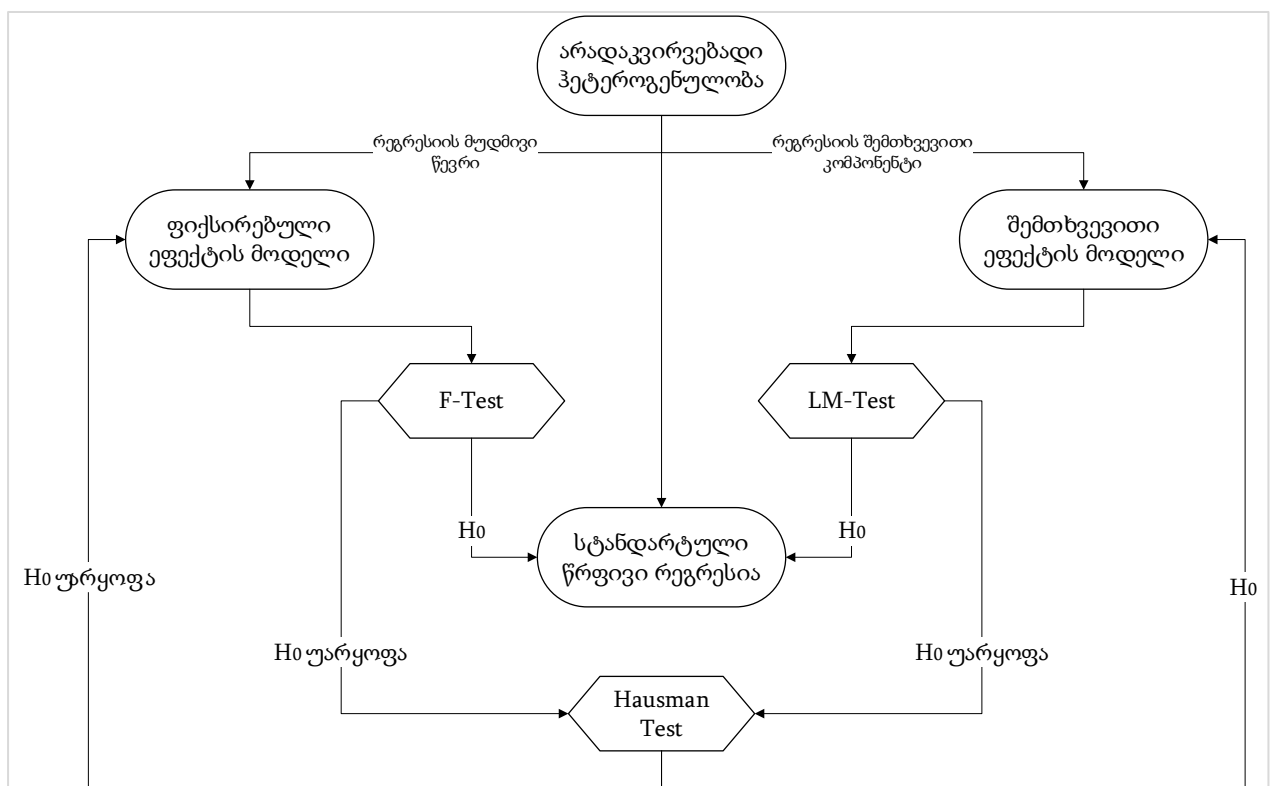 არადაკვირვებადი
ჰეტეროგენულობა
რეგრესიის მუდმივი
წევრი
რეგრესიის შემთხვევითი
კომპონენტი
ფიქსირებული
ეფექტის მოდელი
შემთხვევითი
ეფექტის მოდელი
F-Test
LM-Test
H0
H0
სტანდარტული
წრფივი რეგრესია
H0 უარყოფა
H0
H0 უარყოფა
H0 უარყოფა
Hausman
Test